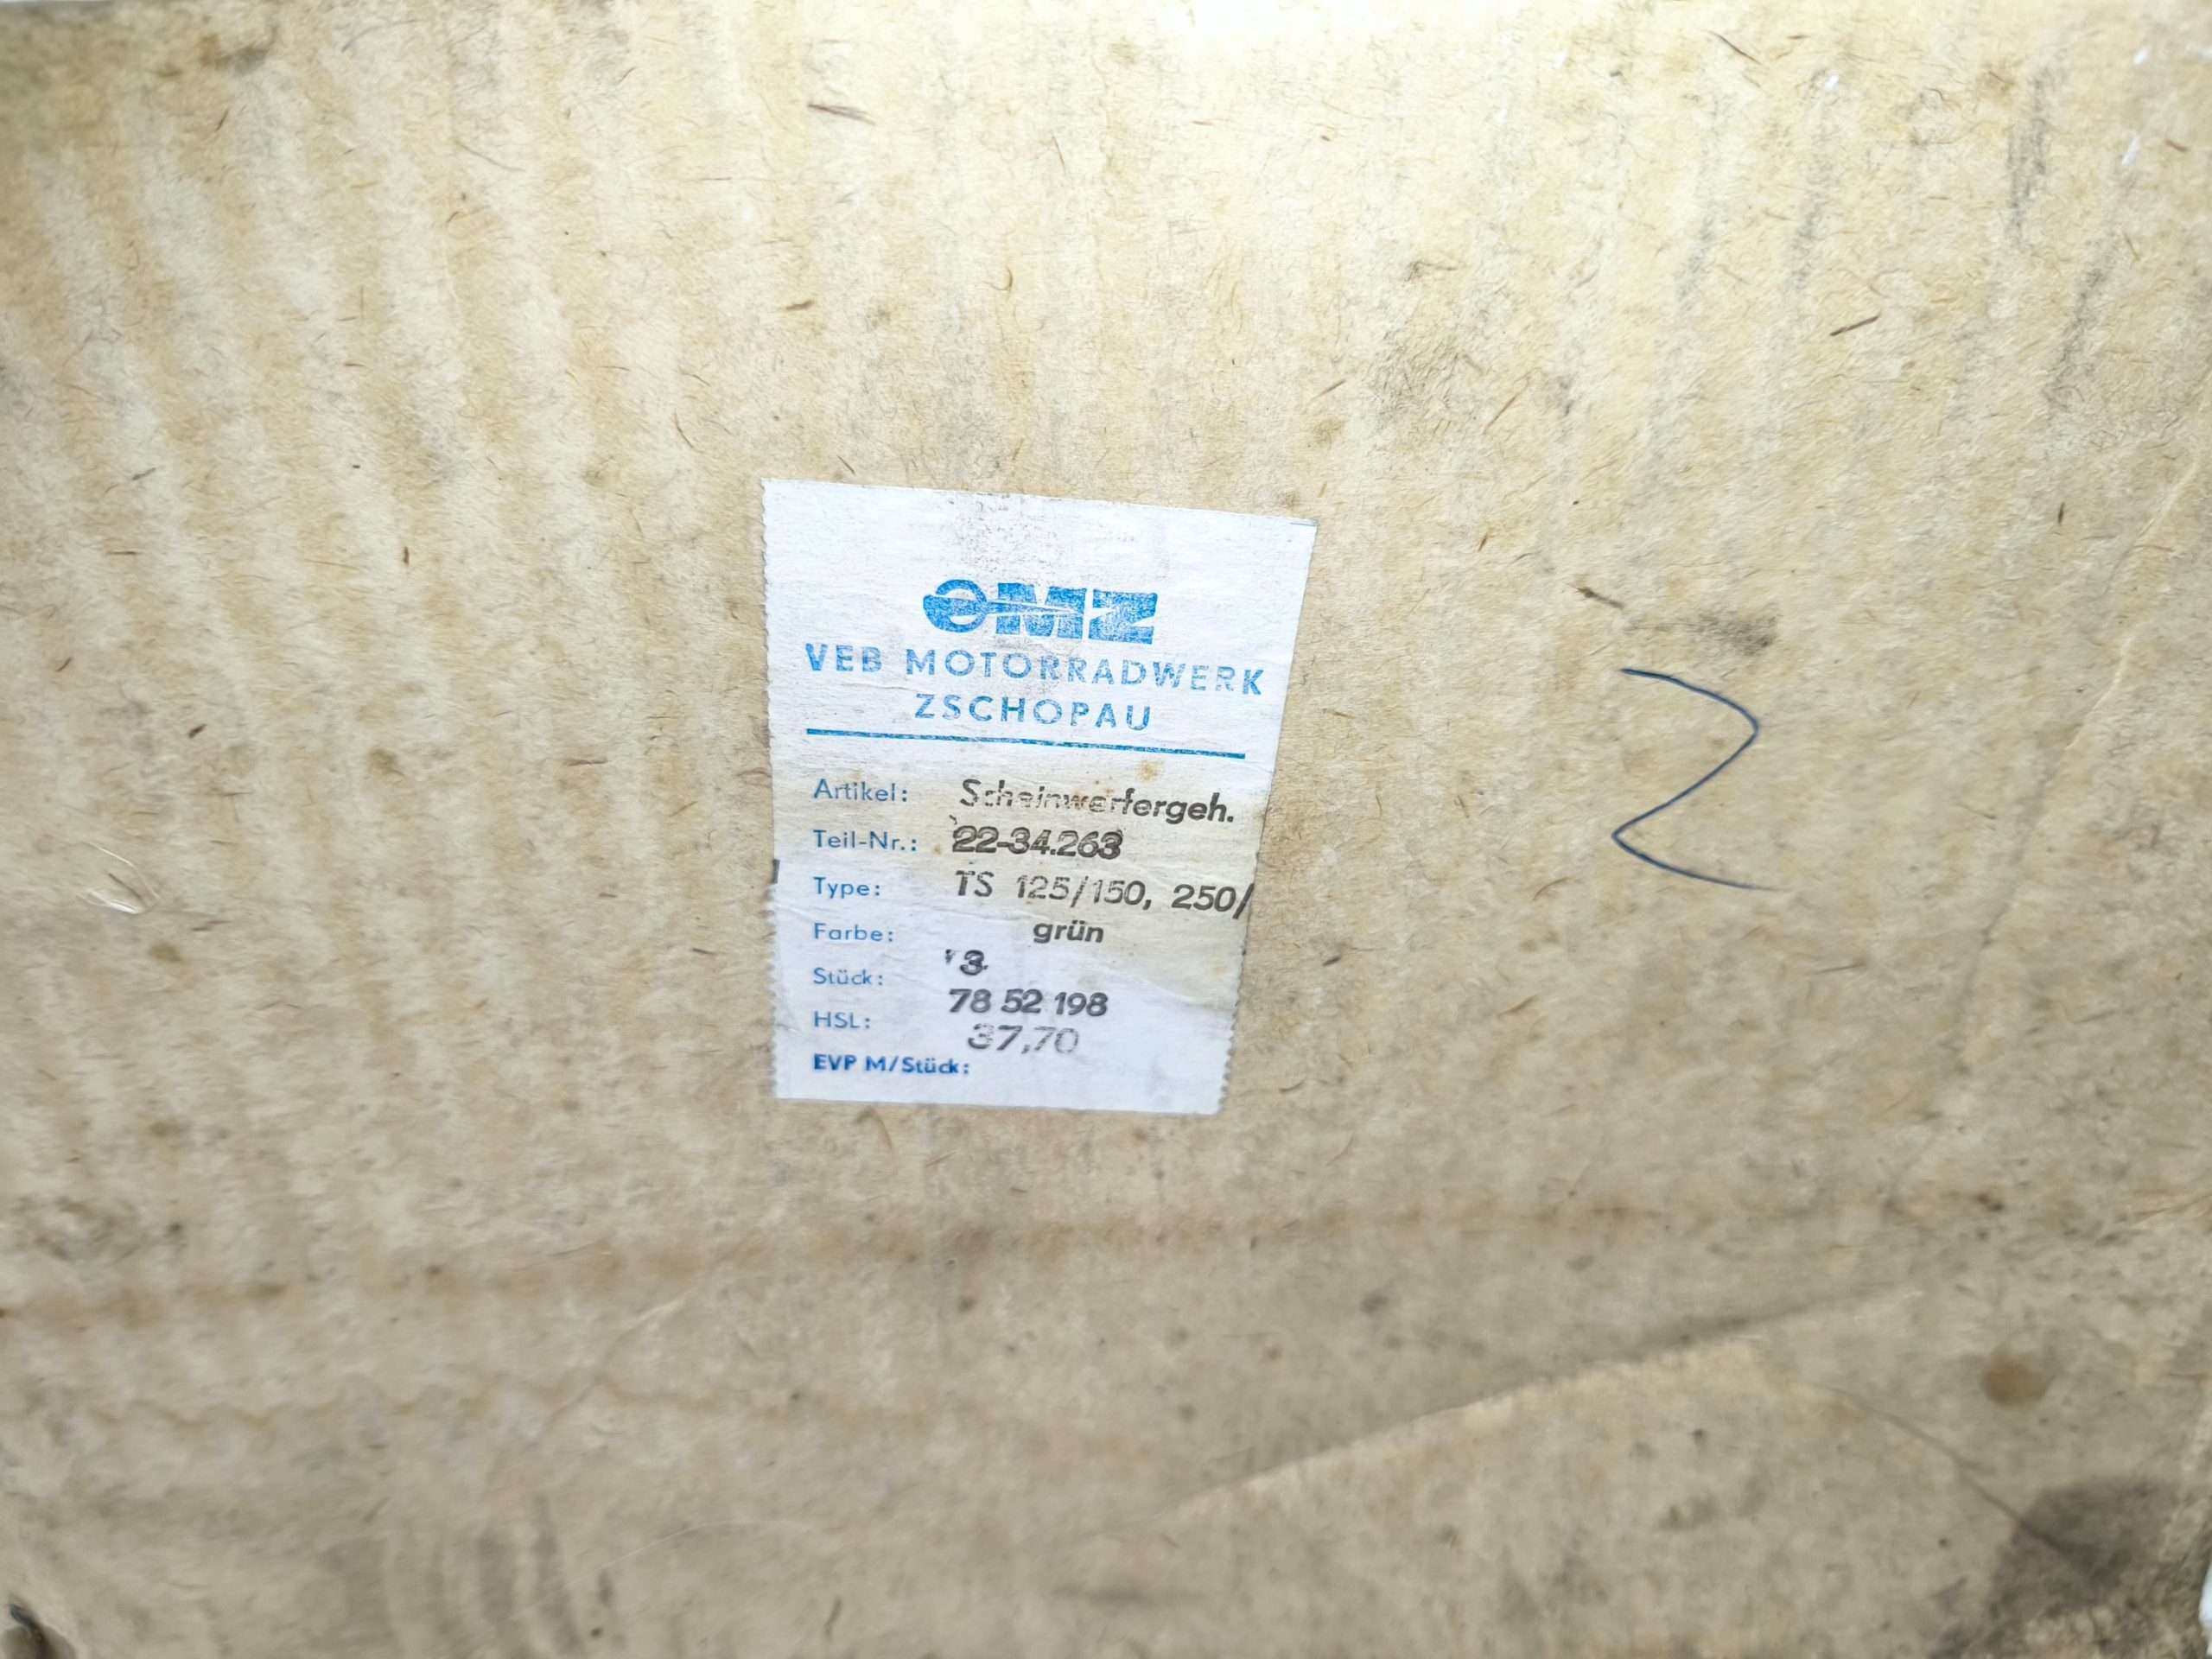 MZ
VEB MOTORRADWERK
ZSCHOPAU
Artikel: Scheinwerfergeh.
Teil-Nr.: 22-34.263
Type: TS 125/150, 250/
Farbe: grün
Stück: 3
HSL: 78 52 198
EVP M/Stück: 37,70
2